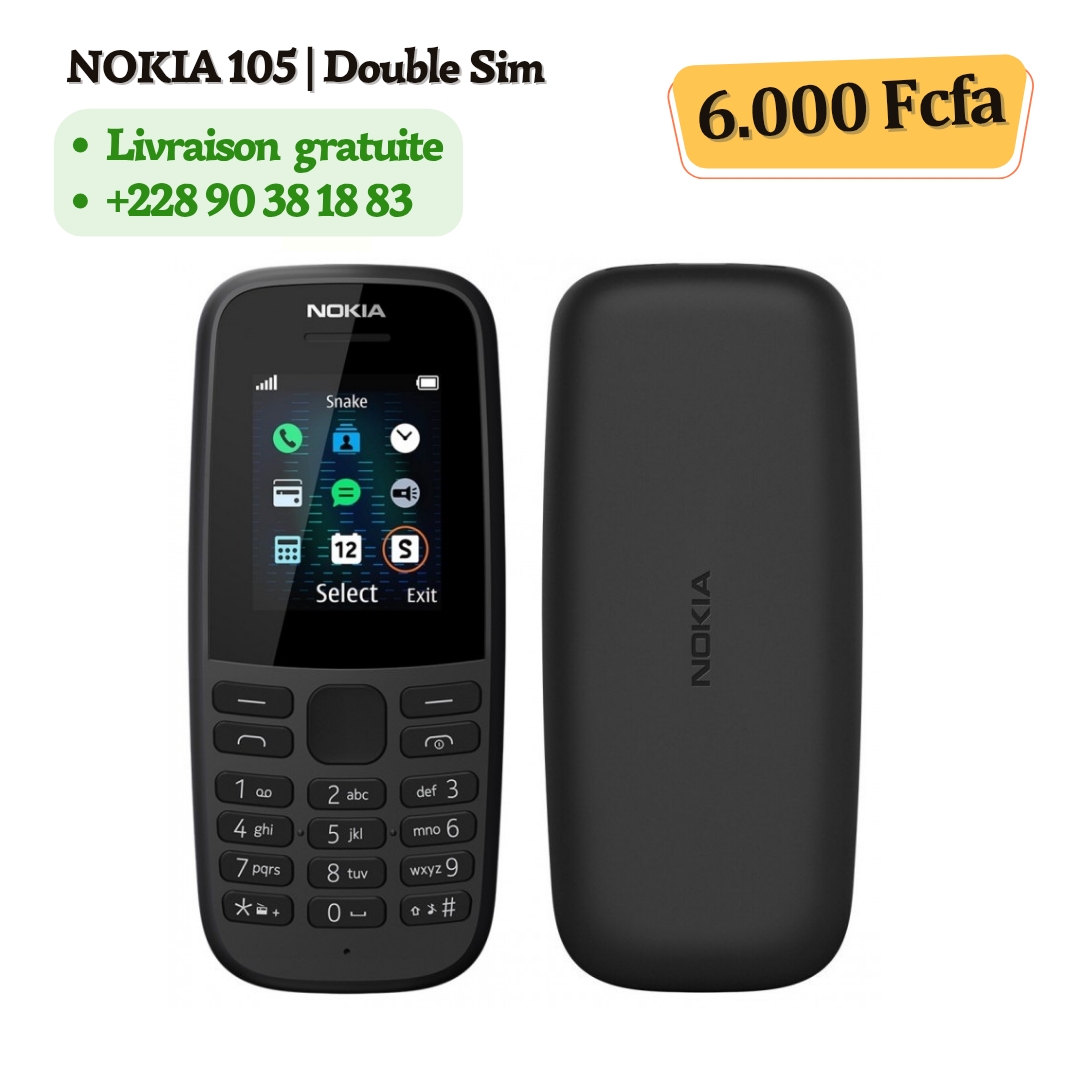 NOKIA 105 | Double Sim
6.000 Fcfa
• Livraison gratuite
• +228 90 38 18 83
NOKIA
Snake
12
S
Select Exit
NOKIA
1
2 abc
def 3
4 ghi
5 jkl
mno 6
7 pqrs
8 tuv
wxyz 9
* +
0
#